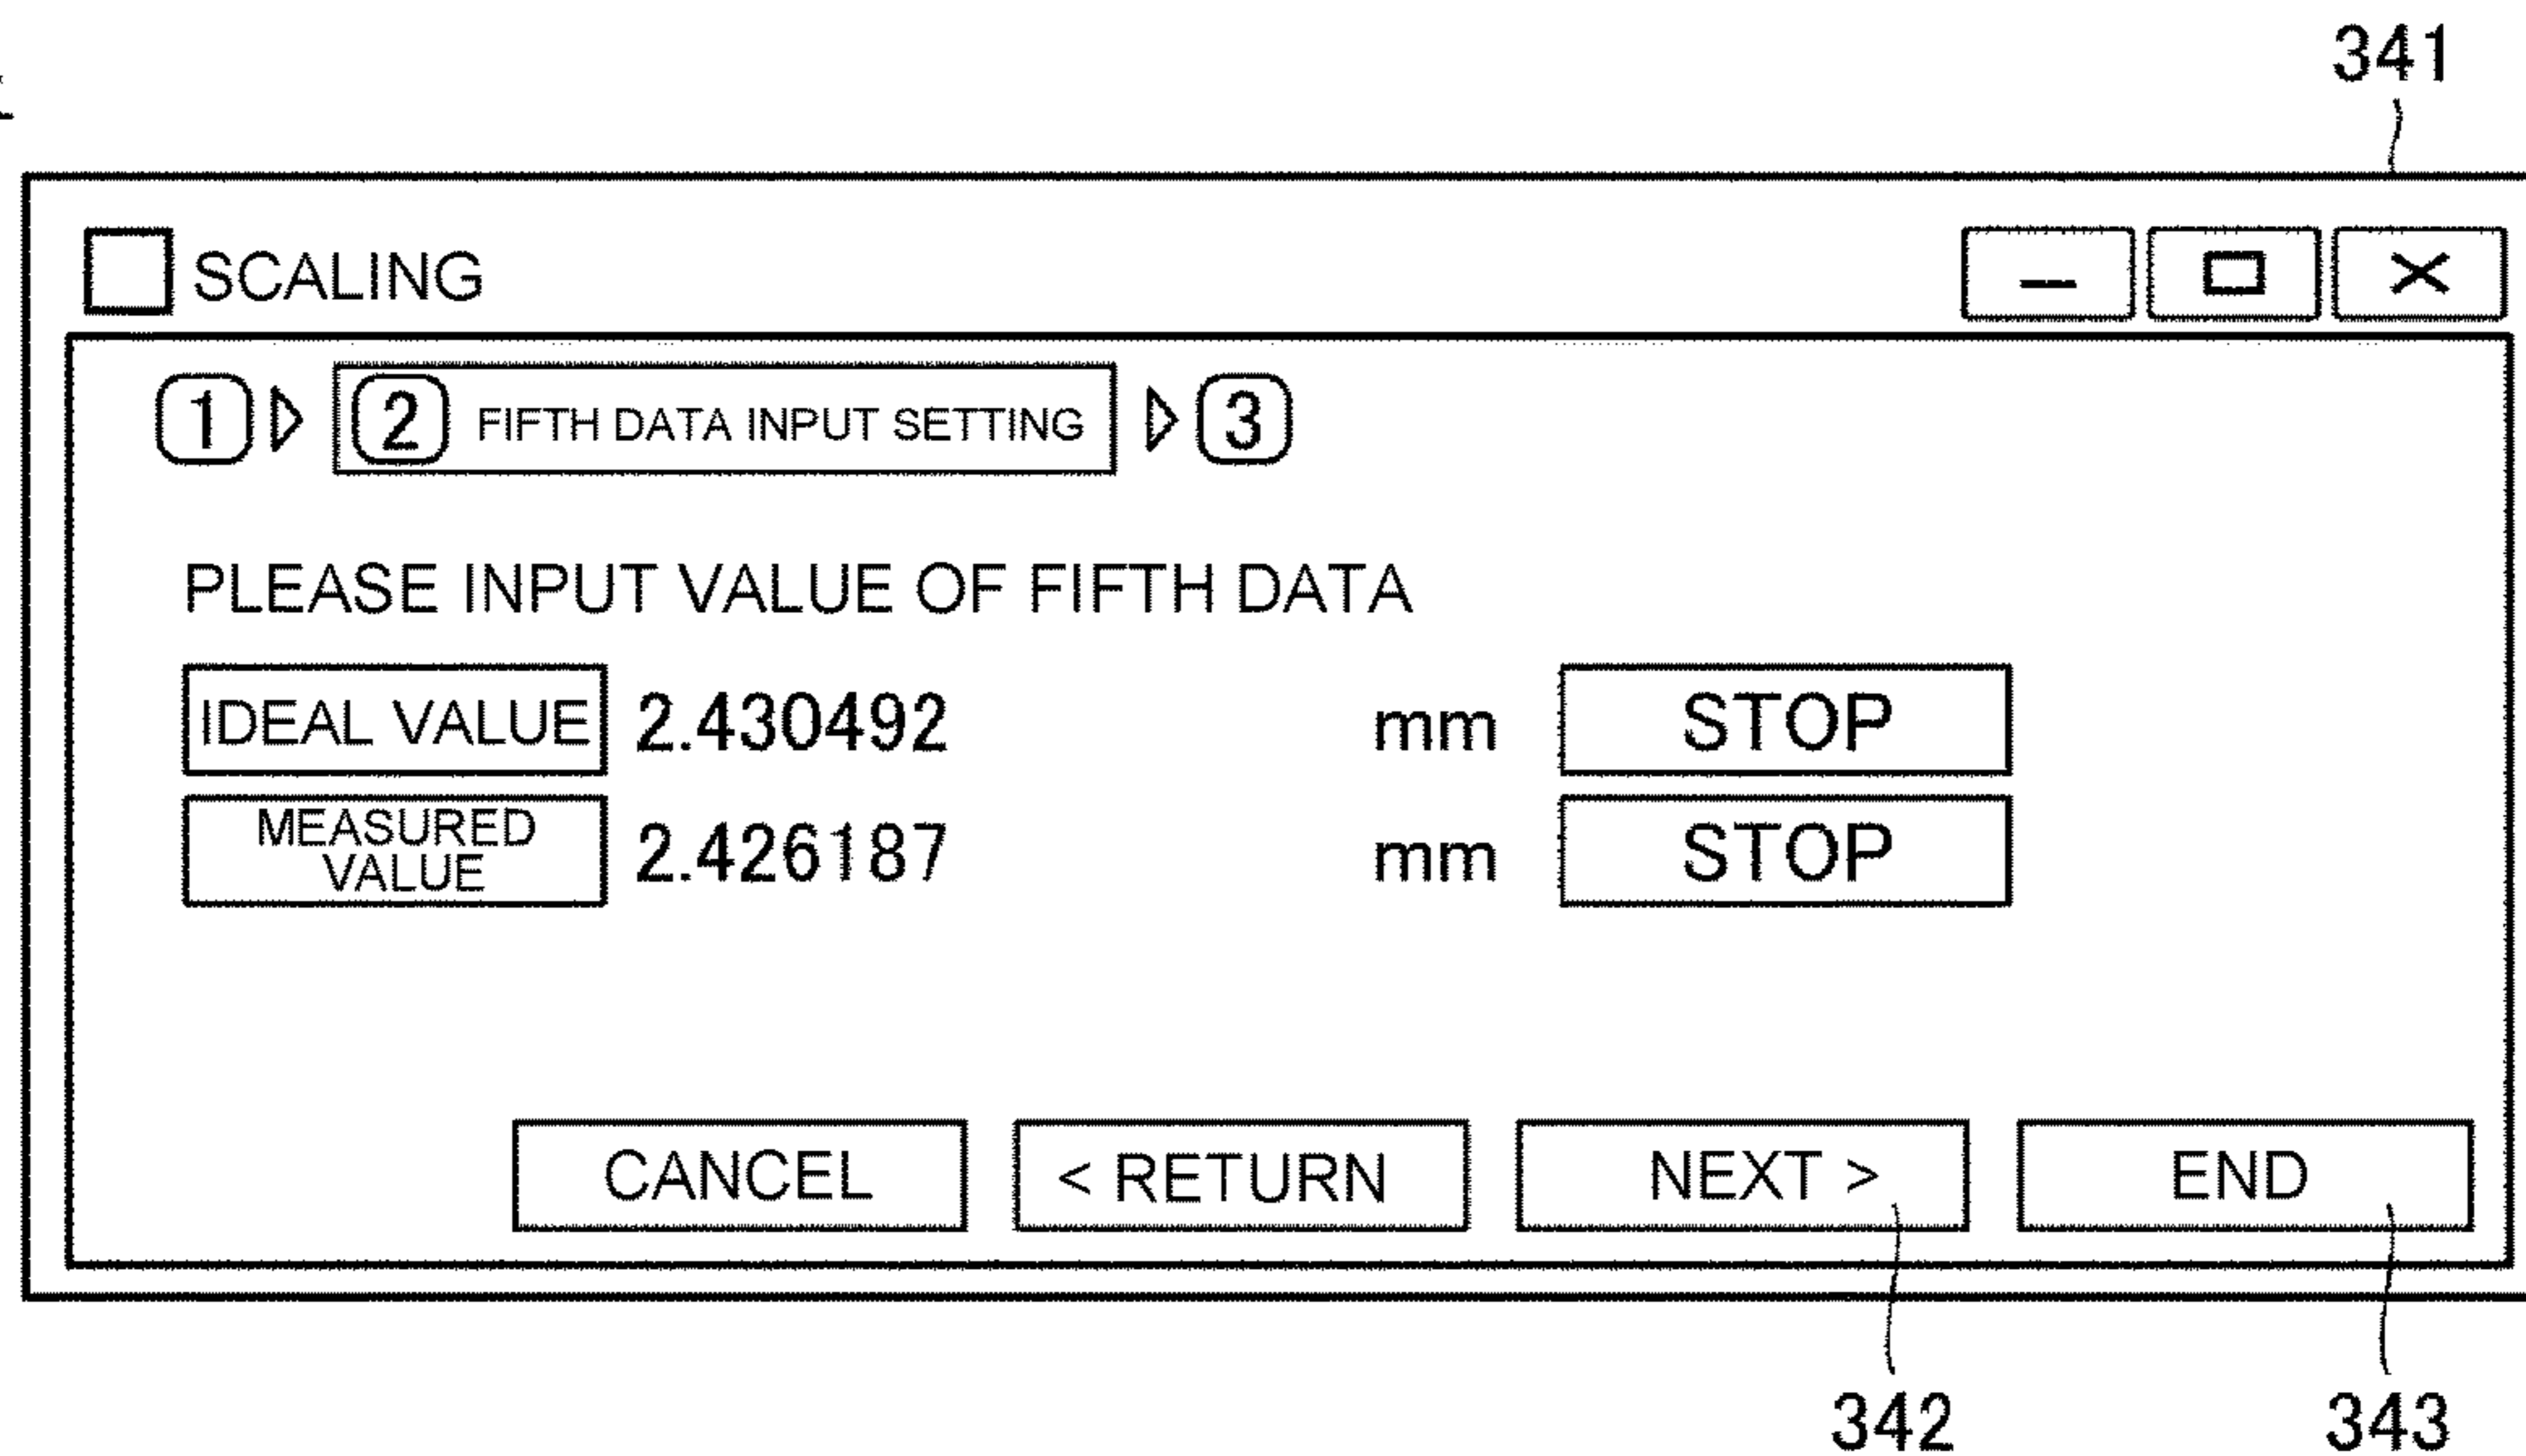 341
SCALING
1 ▷ 2 FIFTH DATA INPUT SETTING ▷ 3
PLEASE INPUT VALUE OF FIFTH DATA
IDEAL VALUE 2.430492 mm STOP
MEASURED
VALUE
2.426187 mm STOP
CANCEL < RETURN NEXT > END
342 343